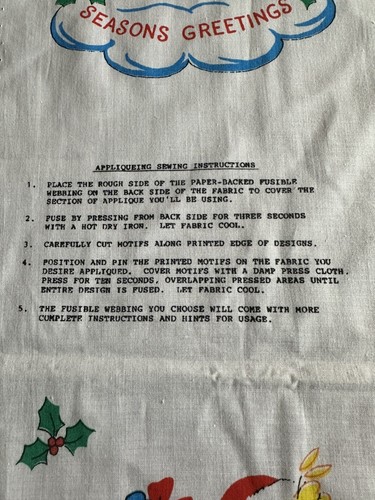 SEASONS GREETINGS
APPLIQUEING SEWING INSTRUCTIONS
1. PLACE THE ROUGH SIDE OF THE PAPER-BACKED FUSIBLE
WEBBING ON THE BACK SIDE OF THE FABRIC TO COVER THE
SECTION OF APPLIQUE YOU'LL BE USING.
2. FUSE BY PRESSING FROM BACK SIDE FOR THREE SECONDS
WITH A HOT DRY IRON. LET FABRIC COOL.
3. CAREFULLY CUT MOTIFS ALONG PRINTED EDGE OF DESIGNS.
4. POSITION AND PIN THE PRINTED MOTIFS ON THE FABRIC YOU
DESIRE APPLIQUED. COVER MOTIFS WITH A DAMP PRESS CLOTH.
PRESS FOR TEN SECONDS, OVERLAPPING PRESSED AREAS UNTIL
ENTIRE DESIGN IS FUSED. LET FABRIC COOL.
5. THE FUSIBLE WEBBING YOU CHOOSE WILL COME WITH MORE
COMPLETE INSTRUCTIONS AND HINTS FOR USAGE.